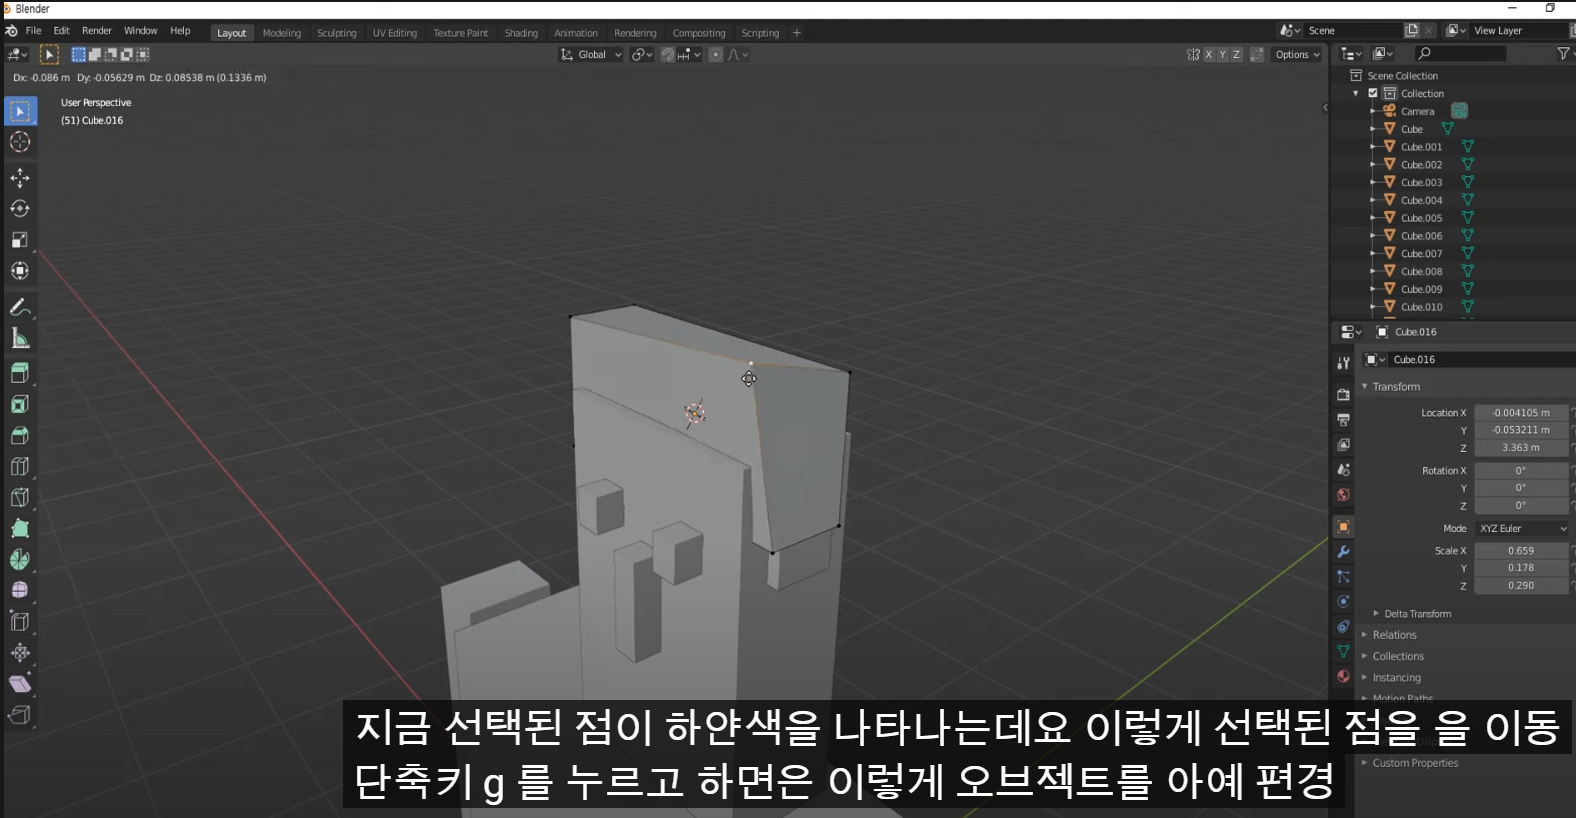 Blender
File Edit Render Window Help Layout Modeling Sculpting UV Editing Texture Paint Shading Animation Rendering Compositing Scripting + Scene View Layer
Global X Y Z Options
Dx: -0.086 m Dy: -0.05629 m Dz: 0.08538 m (0.1336 m)
User Perspective
(51) Cube.016
Scene Collection
Collection
Camera
Cube
Cube.001
Cube.002
Cube.003
Cube.004
Cube.005
Cube.006
Cube.007
Cube.008
Cube.009
Cube.010
Cube.016
Cube.016
Transform
Location X -0.004105 m
Y -0.053211 m
Z 3.363 m
Rotation X 0°
Y 0°
Z 0°
Mode XYZ Euler
Scale X 0.659
Y 0.178
Z 0.290
Delta Transform
Relations
Collections
Instancing
Motion Paths
Custom Properties
지금 선택된 점이 하얀색을 나타나는데요 이렇게 선택된 점을 을 이동
단축키 g 를 누르고 하면은 이렇게 오브젝트를 아예 편경